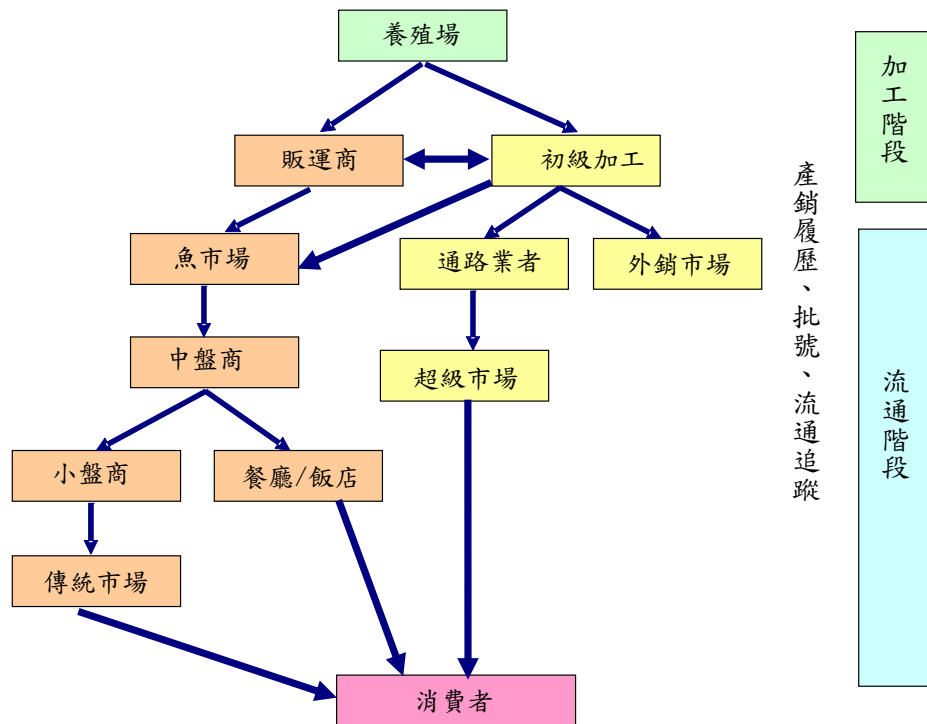 養殖場
販運商
初級加工
魚市場
通路業者
外銷市場
中盤商
超級市場
小盤商
餐廳/飯店
傳統市場
消費者
產銷履歷、批號、流通追蹤
加工階段
流通階段